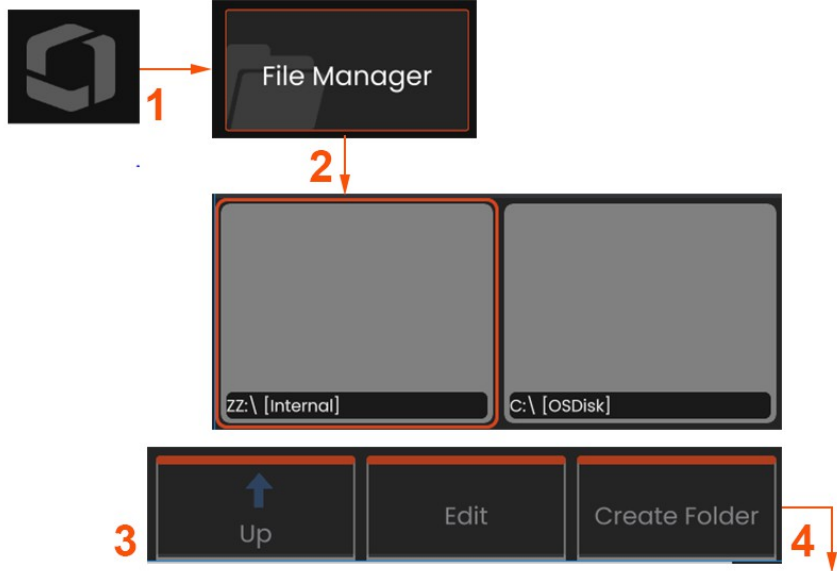 1
File Manager
2
ZZ:\ [Internal]
C:\ [OSDisk]
3
Up
Edit
Create Folder
4